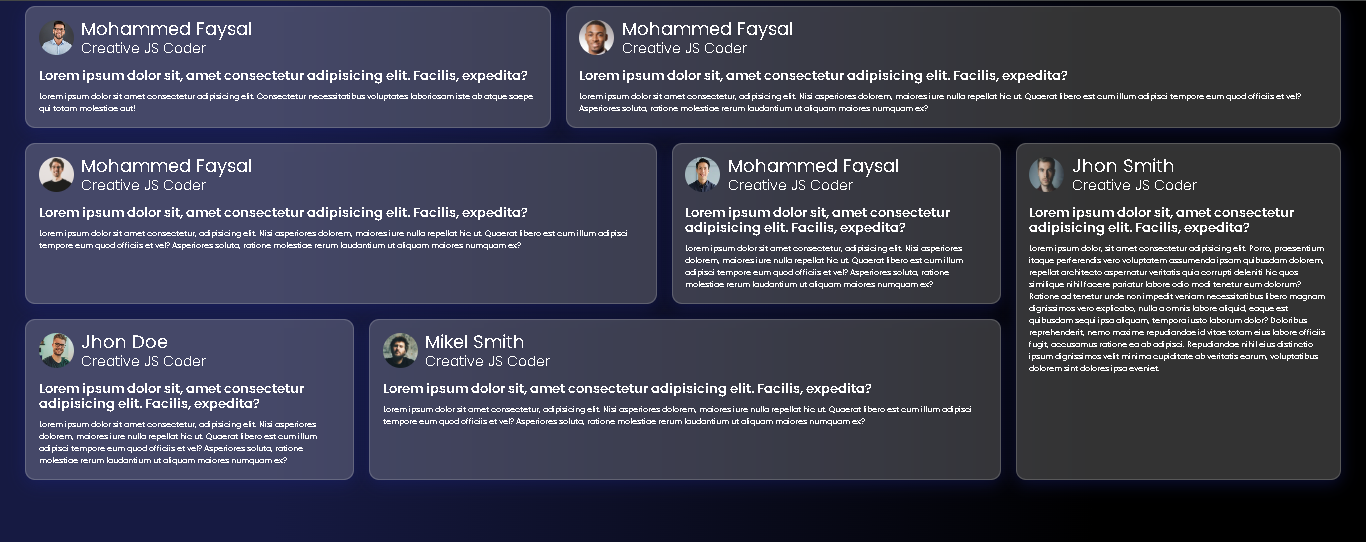 Mohammed Faysal
Creative JS Coder
Lorem ipsum dolor sit, amet consectetur adipisicing elit. Facilis, expedita?
Lorem ipsum dolor sit amet consectetur adipisicing elit. Consectetur necessitatibus voluptates laboriosam iste ab atque saepe
qui totam molestiae aut!
Mohammed Faysal
Creative JS Coder
Lorem ipsum dolor sit, amet consectetur adipisicing elit. Facilis, expedita?
Lorem ipsum dolor sit amet consectetur, adipisicing elit. Nisi asperiores dolorem, maiores iure nulla repellat hic ut. Quaerat libero est cum illum adipisci tempore eum quod officiis et vel?
Asperiores soluta, ratione molestiae rerum laudantium ut aliquam maiores numquam ex?
Mohammed Faysal
Creative JS Coder
Lorem ipsum dolor sit, amet consectetur adipisicing elit. Facilis, expedita?
Lorem ipsum dolor sit amet consectetur, adipisicing elit. Nisi asperiores dolorem, maiores iure nulla repellat hic ut. Quaerat libero est cum illum adipisci
tempore eum quod officiis et vel? Asperiores soluta, ratione molestiae rerum laudantium ut aliquam maiores numquam ex?
Mohammed Faysal
Creative JS Coder
Lorem ipsum dolor sit, amet consectetur
adipisicing elit. Facilis, expedita?
Lorem ipsum dolor sit amet consectetur, adipisicing elit. Nisi asperiores
dolorem, maiores iure nulla repellat hic ut. Quaerat libero est cum illum
adipisci tempore eum quod officiis et vel? Asperiores soluta, ratione
molestiae rerum laudantium ut aliquam maiores numquam ex?
Jhon Smith
Creative JS Coder
Lorem ipsum dolor sit, amet consectetur
adipisicing elit. Facilis, expedita?
Lorem ipsum dolor, sit amet consectetur adipisicing elit. Porro, praesentium
itaque perferendis vero voluptatem assumenda ipsam quibusdam dolorem,
repellat architecto aspernatur veritatis quia corrupti deleniti hic quos
similique nihil facere pariatur labore odio modi tenetur eum dolorum?
Ratione ad tenetur unde non impedit veniam necessitatibus libero magnam
dignissimos vero explicabo, nulla a omnis labore aliquid, eaque est
quibusdam sequi ipsa aliquam, tempora iusto laborum dolor? Doloribus
reprehenderit, nemo maxime repudiandae id vitae totam eius labore officiis
fugit, accusamus ratione ea ab adipisci. Repudiandae nihil eius distinctio
ipsum dignissimos velit minima cupiditate ab veritatis earum, voluptatibus
dolorem sint dolores ipsa eveniet.
Jhon Doe
Creative JS Coder
Lorem ipsum dolor sit, amet consectetur
adipisicing elit. Facilis, expedita?
Lorem ipsum dolor sit amet consectetur, adipisicing elit. Nisi asperiores
dolorem, maiores iure nulla repellat hic ut. Quaerat libero est cum illum
adipisci tempore eum quod officiis et vel? Asperiores soluta, ratione
molestiae rerum laudantium ut aliquam maiores numquam ex?
Mikel Smith
Creative JS Coder
Lorem ipsum dolor sit, amet consectetur adipisicing elit. Facilis, expedita?
Lorem ipsum dolor sit amet consectetur, adipisicing elit. Nisi asperiores dolorem, maiores iure nulla repellat hic ut. Quaerat libero est cum illum adipisci
tempore eum quod officiis et vel? Asperiores soluta, ratione molestiae rerum laudantium ut aliquam maiores numquam ex?